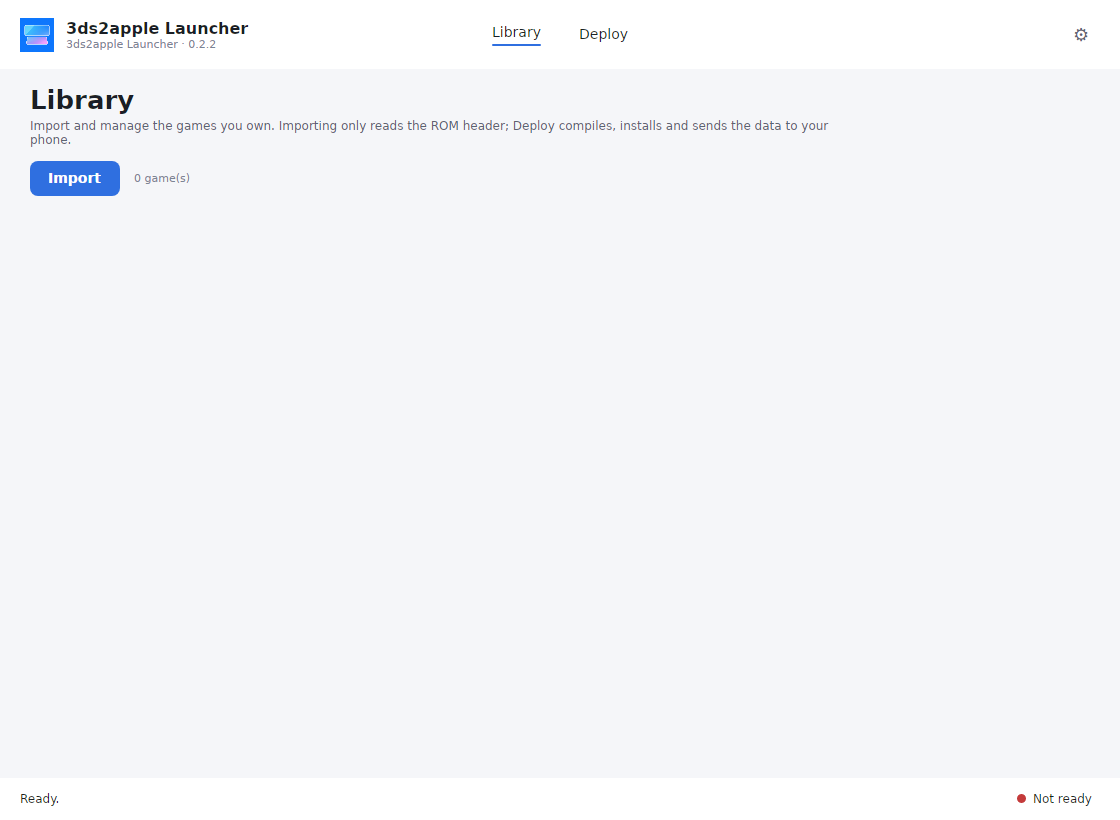 3ds2apple Launcher
3ds2apple Launcher · 0.2.2
Library
Deploy
Library
Import and manage the games you own. Importing only reads the ROM header; Deploy compiles, installs and sends the data to your
phone.
Import
0 game(s)
Ready.
Not ready